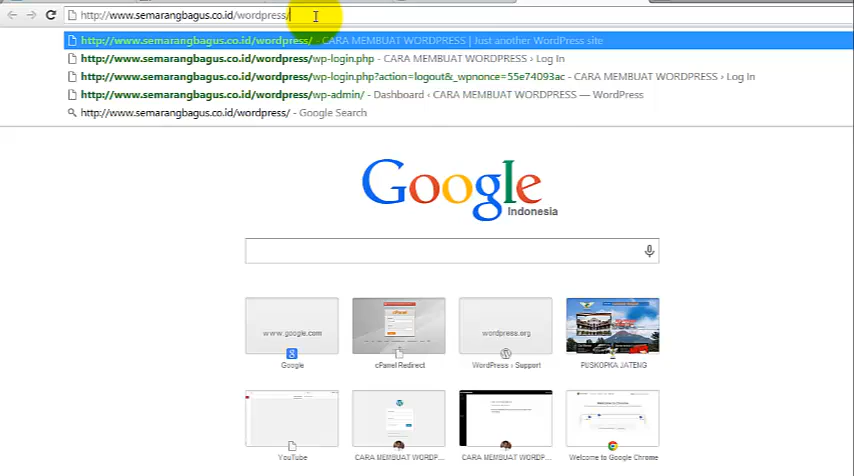 http://www.semarangbagus.co.id/wordpress/
http://www.semarangbagus.co.id/wordpress/ - CARA MEMBUAT WORDPRESS | Just another WordPress site
http://www.semarangbagus.co.id/wordpress/wp-login.php - CARA MEMBUAT WORDPRESS › Log In
http://www.semarangbagus.co.id/wordpress/wp-login.php?action=logout&_wpnonce=55e74093ac - CARA MEMBUAT WORDPRESS › Log In
http://www.semarangbagus.co.id/wordpress/wp-admin/ - Dashboard ‹ CARA MEMBUAT WORDPRESS — WordPress
http://www.semarangbagus.co.id/wordpress/ - Google Search
Google
Indonesia
www.google.com
wordpress.org
Google
cPanel Redirect
WordPress › Support
PUSKOPKA JATENG
YouTube
CARA MEMBUAT WORDP...
CARA MEMBUAT WORDP...
Welcome to Google Chrome